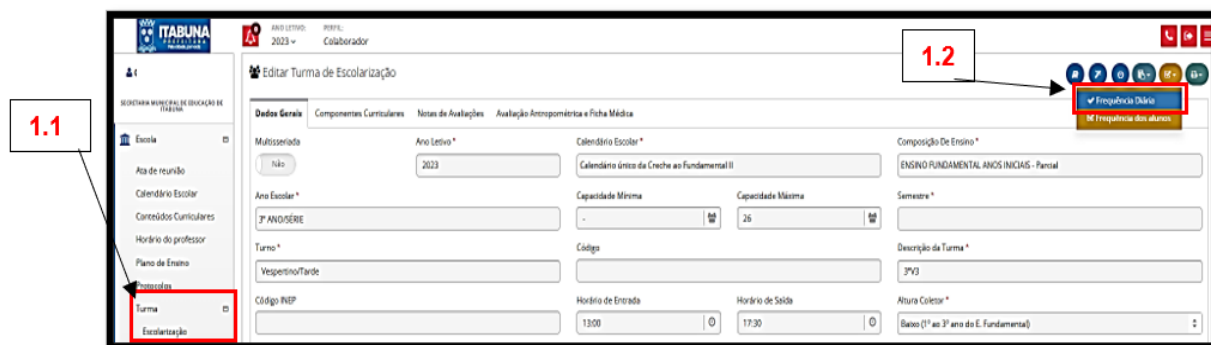 ITABUNA
PREFEITURA
ANO LETIVO:
PERFIL:
2023
Colaborador
1.2
Editar Turma de Escolarização
SECRETARIA MUNICIPAL DE EDUCAÇÃO DE ITABUNA
1.1
Frequência Diária
Frequência dos alunos
Dados Gerais
Componentes Curriculares
Notas de Avaliações
Avaliação Antropométrica e Ficha Médica
Escola
Ata de reunião
Calendário Escolar
Conteúdos Curriculares
Horário do professor
Plano de Ensino
Protocolos
Turma
Escolarização
Multisseriada
Ano Letivo *
Calendário Escolar *
Composição De Ensino *
Não
2023
Calendário único da Creche ao Fundamental II
ENSINO FUNDAMENTAL ANOS INICIAIS - Parcial
Ano Escolar *
Capacidade Mínima
Capacidade Máxima
Semestre *
3º ANO/SÉRIE
-
26
Turno *
Código
Descrição da Turma *
Vespertino/Tarde
3ºV3
Código INEP
Horário de Entrada
Horário de Saída
Altura Coletor *
13:00
17:30
Baixo (1º ao 3º ano do E. Fundamental)